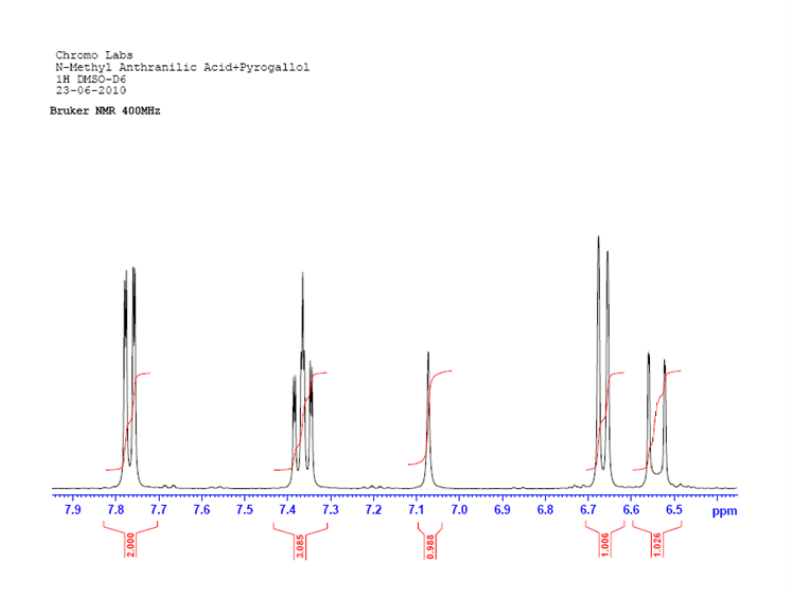 Chromo Labs
N-Methyl Anthranilic Acid+Pyrogallol
1H DMSO-D6
23-06-2010
Bruker NMR 400MHz
7.9 7.8 7.7 7.6 7.5 7.4 7.3 7.2 7.1 7.0 6.9 6.8 6.7 6.6 6.5 ppm
2.000 3.085 0.988 1.006 1.026